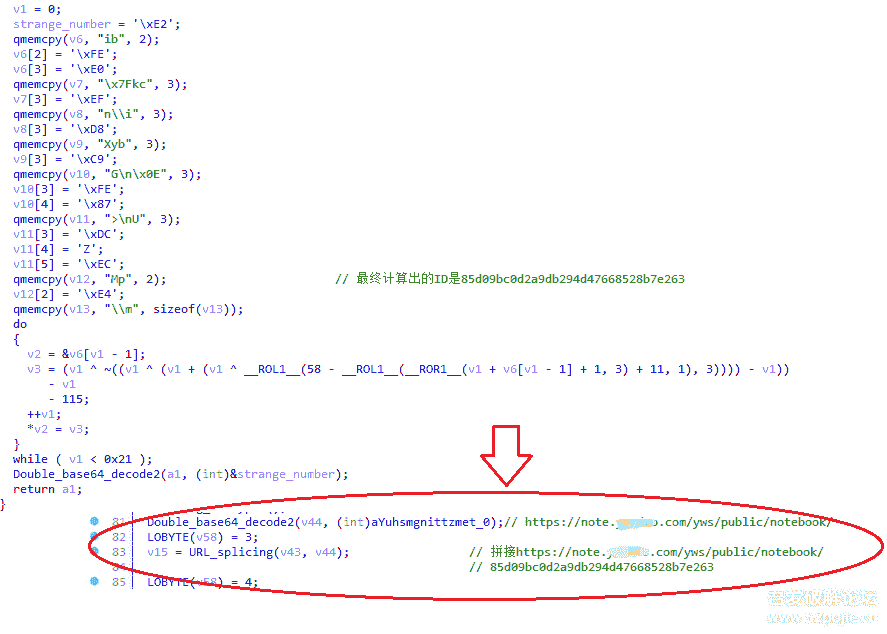 v1 = 0;
strange_number = '\xE2';
qmemcpy(v6, "ib", 2);
v6[2] = '\xFE';
v6[3] = '\xE0';
qmemcpy(v7, "\x7Fkc", 3);
v7[3] = '\xEF';
qmemcpy(v8, "n\\i", 3);
v8[3] = '\xD8';
qmemcpy(v9, "Xyb", 3);
v9[3] = '\xC9';
qmemcpy(v10, "G\n\x0E", 3);
v10[3] = '\xFE';
v10[4] = '\x87';
qmemcpy(v11, ">\nU", 3);
v11[3] = '\xDC';
v11[4] = 'Z';
v11[5] = '\xEC';
qmemcpy(v12, "Mp", 2); // 最终计算出的ID是85d09bc0d2a9db294d47668528b7e263
v12[2] = '\xE4';
qmemcpy(v13, "\\m", sizeof(v13));
do
{
v2 = &v6[v1 - 1];
v3 = (v1 ^ ~((v1 ^ (v1 + (v1 ^ __ROL1__(58 - __ROL1__(__ROR1__(v1 + v6[v1 - 1] + 1, 3) + 11, 1), 3)))) - v1))
- v1
- 115;
++v1;
*v2 = v3;
}
while ( v1 < 0x21 );
Double_base64_decode2(a1, (int)&strange_number);
return a1;
}
81 Double_base64_decode2(v44, (int)aYuhsmgnittzmet_0);// https://note. .com/yws/public/notebook/
82 LOBYTE(v58) = 3;
83 v15 = URL_splicing(v43, v44); // 拼接https://note. .com/yws/public/notebook/
// 85d09bc0d2a9db294d47668528b7e263
85 LOBYTE(v58) = 4;